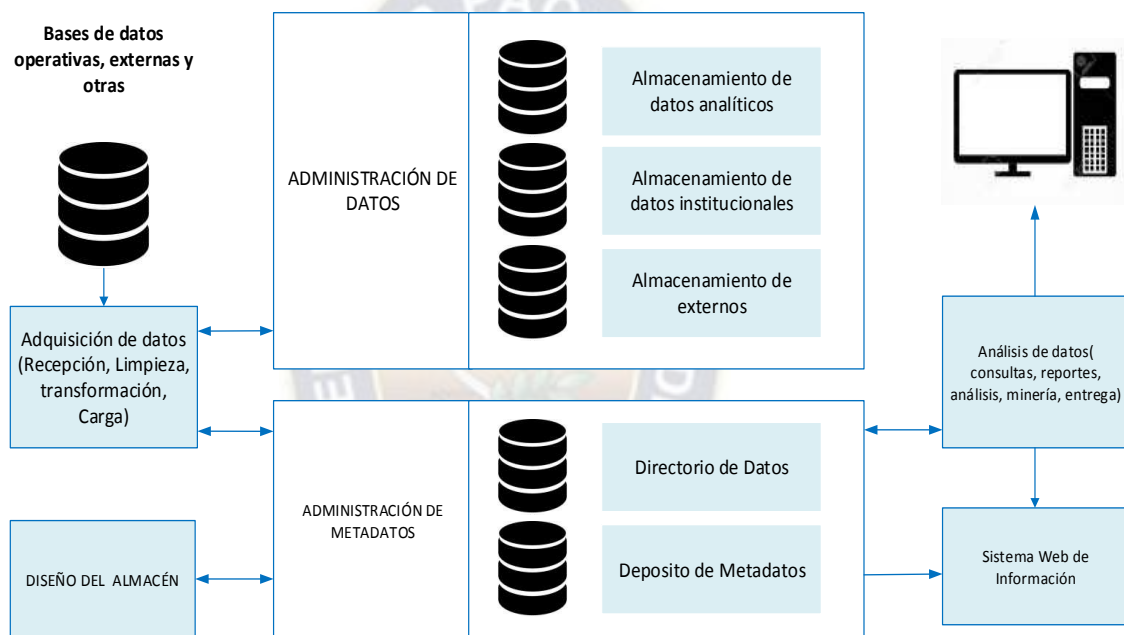 Bases de datos
operativas, externas y
otras
Adquisición de datos
(Recepción, Limpieza,
transformación,
Carga)
DISEÑO DEL ALMACÉN
ADMINISTRACIÓN DE
DATOS
Almacenamiento de
datos analíticos
Almacenamiento de
datos institucionales
Almacenamiento de
externos
ADMINISTRACIÓN DE
METADATOS
Directorio de Datos
Deposito de Metadatos
Análisis de datos(
consultas, reportes,
análisis, minería, entrega)
Sistema Web de
Información